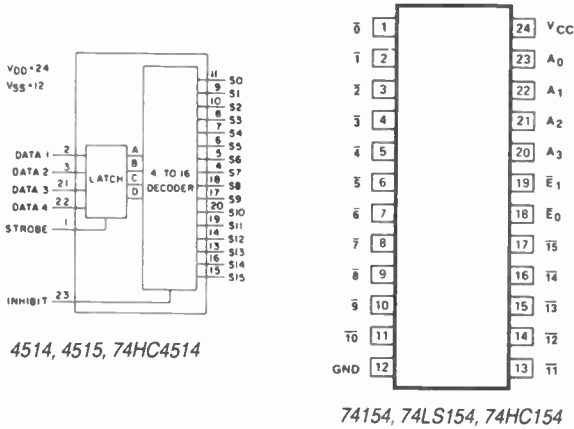 VDD=24
VSS=12
DATA 1 2
DATA 2 3
DATA 3 21
DATA 4 22
STROBE 1
INHIBIT 23
LATCH
A
B
C
D
4 TO 16
DECODER
11 S0
9 S1
10 S2
8 S3
7 S4
6 S5
5 S6
4 S7
18 S8
17 S9
20 S10
19 S11
14 S12
13 S13
16 S14
15 S15
4514, 4515, 74HC4514
0̅ 1 24 VCC
1̅ 2 23 A0
2̅ 3 22 A1
3̅ 4 21 A2
4̅ 5 20 A3
5̅ 6 19 E̅1
6̅ 7 18 E̅0
7̅ 8 17 1̅5̅
8̅ 9 16 1̅4̅
9̅ 10 15 1̅3̅
1̅0̅ 11 14 1̅2̅
GND 12 13 1̅1̅
74154, 74LS154, 74HC154